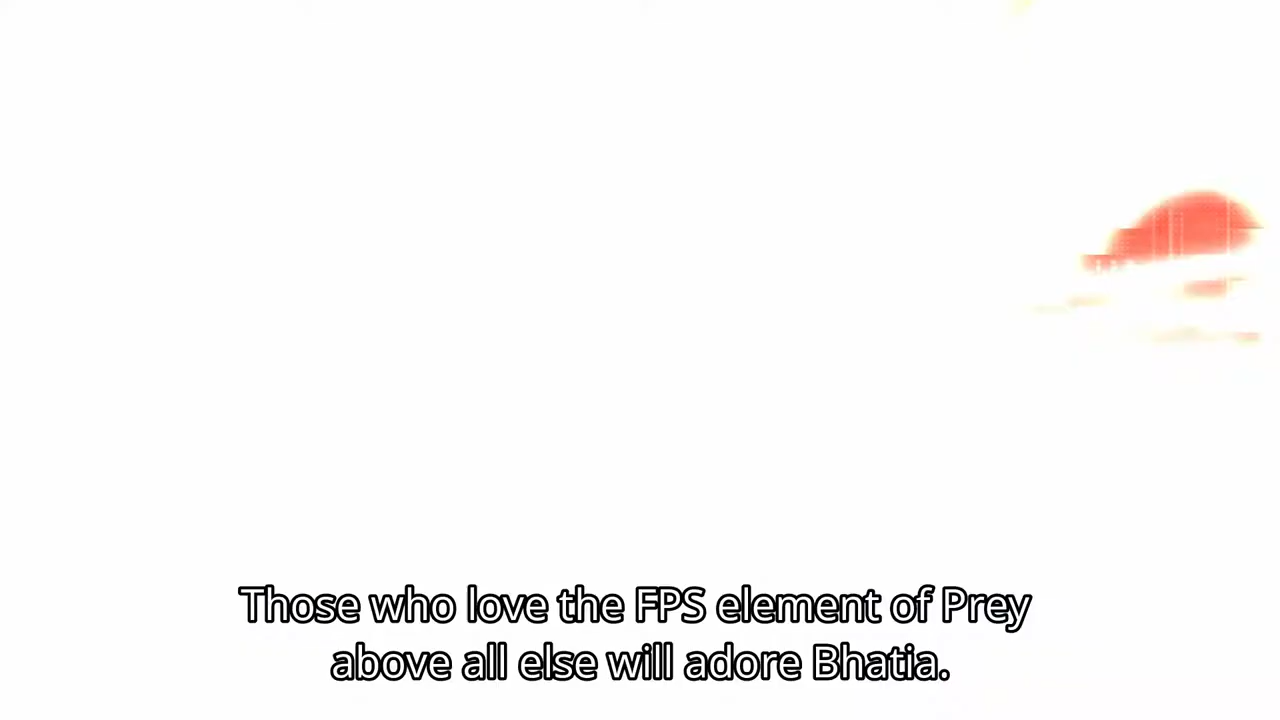 Those who love the FPS element of Prey
above all else will adore Bhatia.